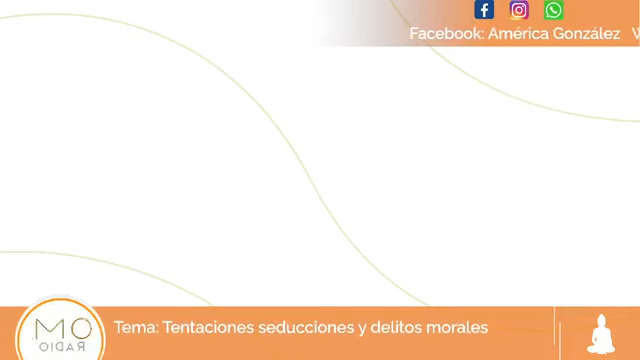 Facebook: América González
Tema: Tentaciones seducciones y delitos morales
OM
RADIO